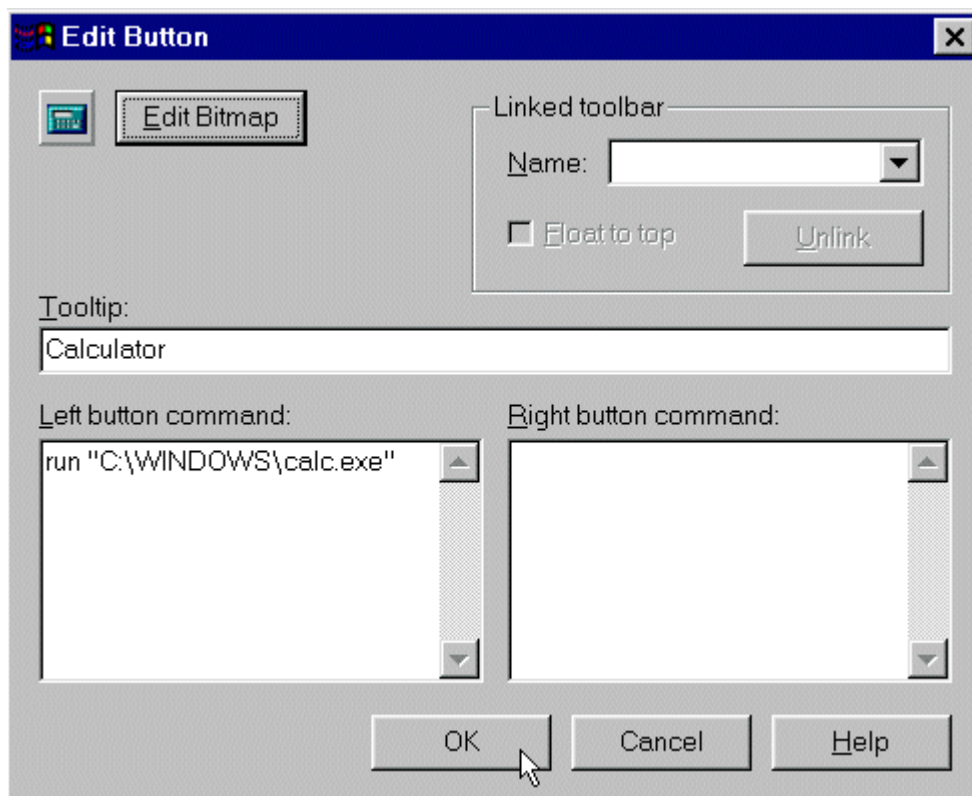 Edit Button
Edit Bitmap
Linked toolbar
Name:
Float to top
Unlink
Tooltip:
Calculator
Left button command:
Right button command:
run "C:\WINDOWS\calc.exe"
OK
Cancel
Help